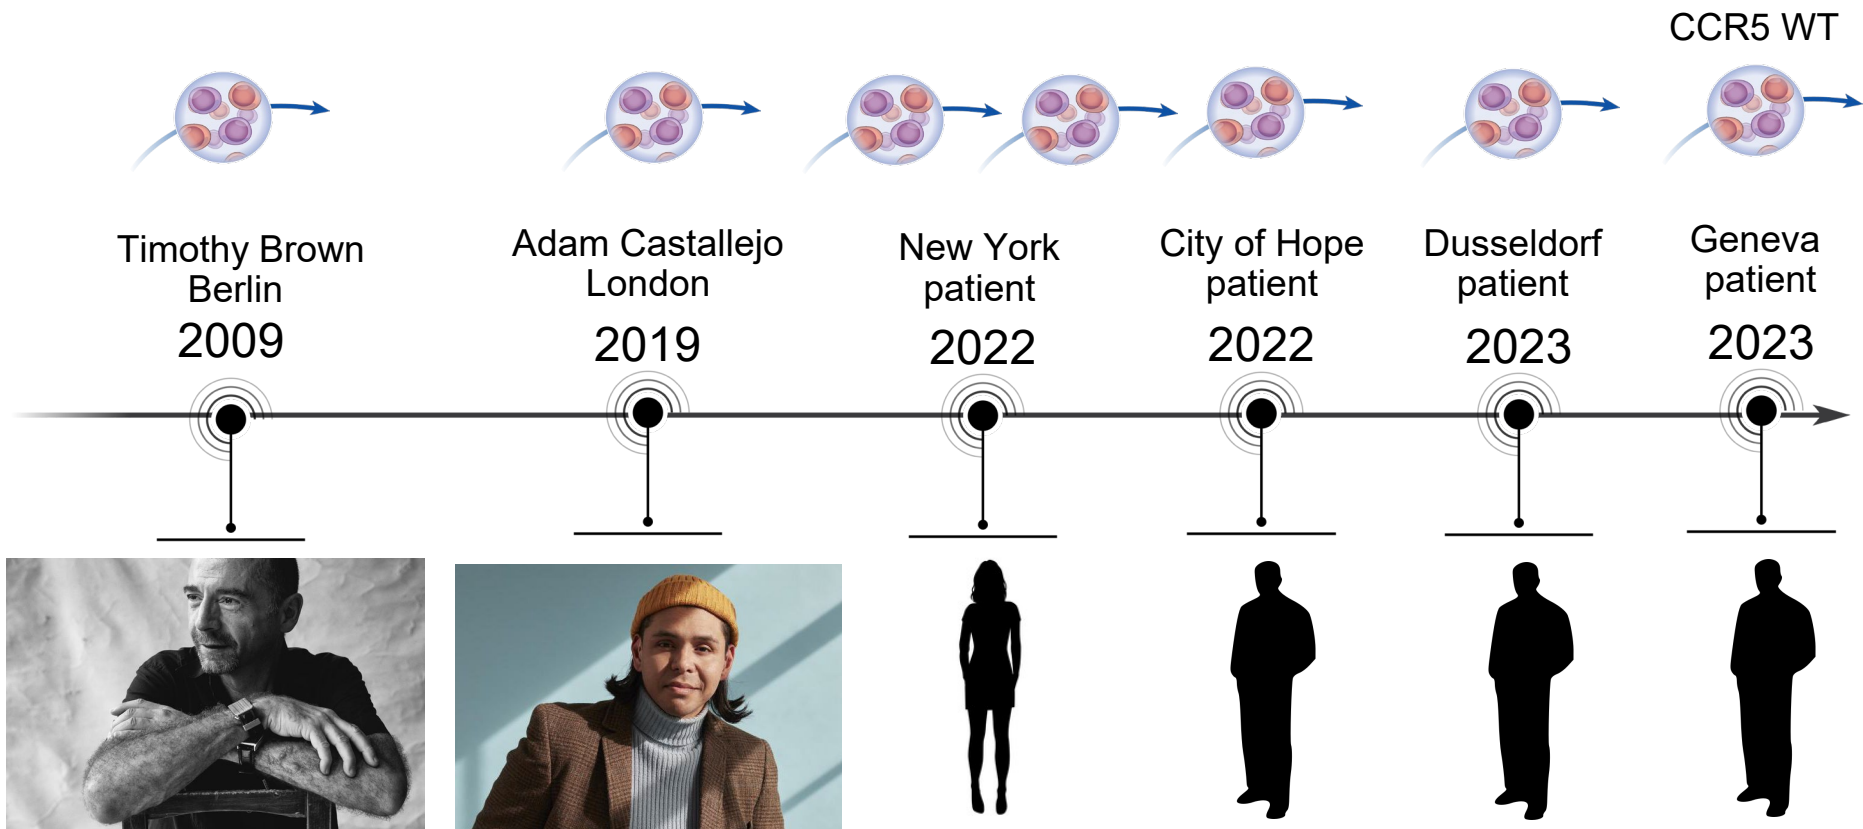 CCR5 WT
Timothy Brown
Berlin
2009
Adam Castallejo
London
2019
New York
patient
2022
City of Hope
patient
2022
Dusseldorf
patient
2023
Geneva
patient
2023